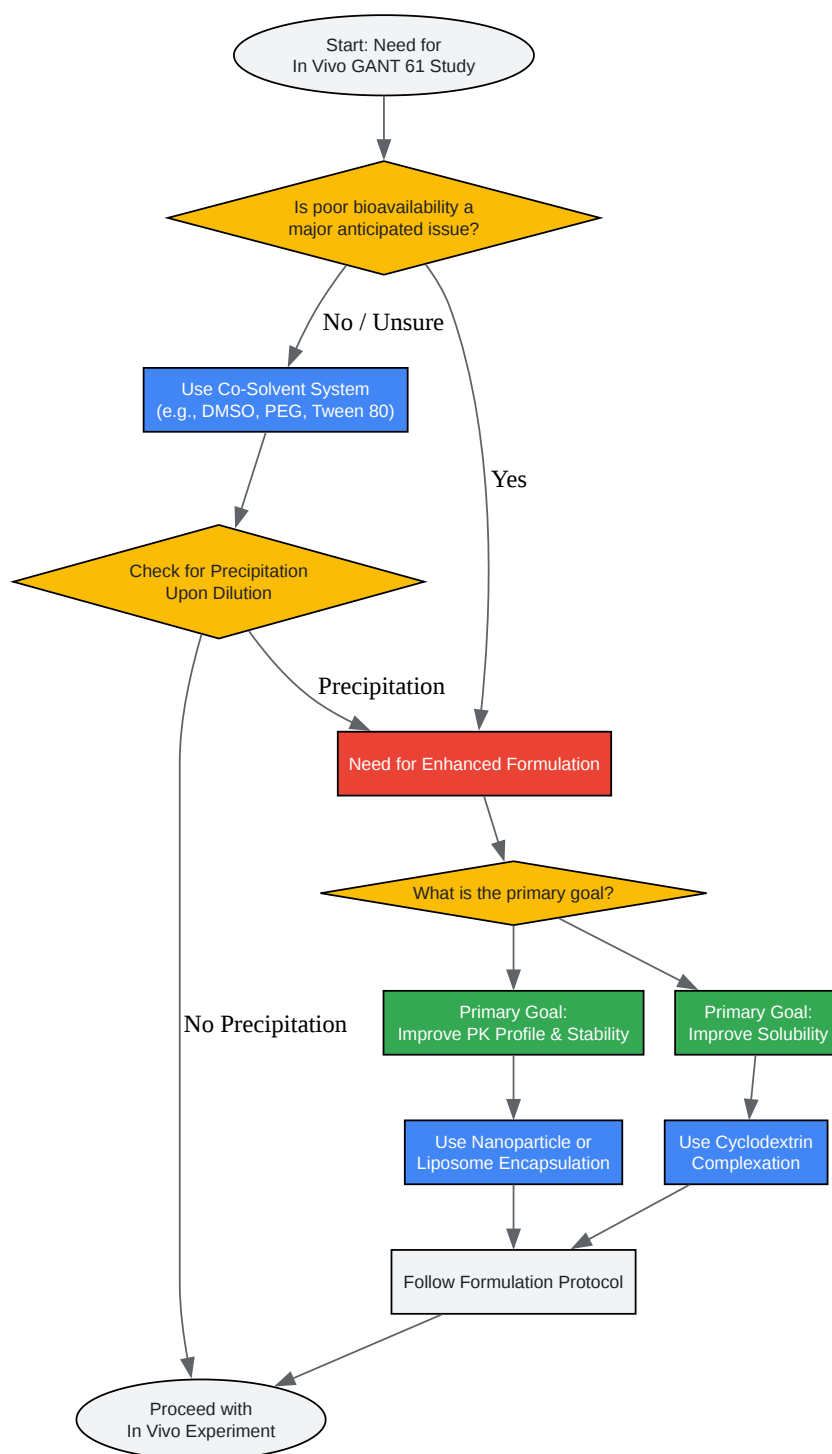 Start: Need for
In Vivo GANT 61 Study
Is poor bioavailability a
major anticipated issue?
No / Unsure
Use Co-Solvent System
(e.g., DMSO, PEG, Tween 80)
Yes
Check for Precipitation
Upon Dilution
Precipitation
Need for Enhanced Formulation
What is the primary goal?
No Precipitation
Primary Goal:
Improve PK Profile & Stability
Primary Goal:
Improve Solubility
Use Nanoparticle or
Liposome Encapsulation
Use Cyclodextrin
Complexation
Follow Formulation Protocol
Proceed with
In Vivo Experiment